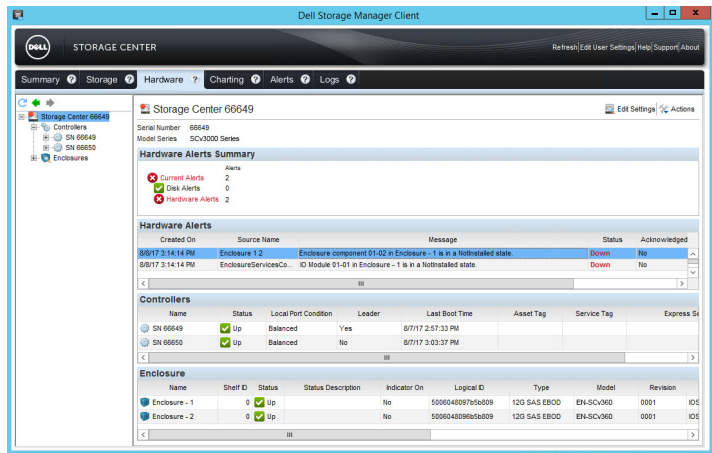 Dell Storage Manager Client
DELL STORAGE CENTER Refresh Edit User Settings Help Support About
Summary ? Storage ? Hardware ? Charting ? Alerts ? Logs ?
Storage Center 66649
Controllers
SN 66649
SN 66650
Enclosures
Storage Center 66649 Edit Settings Actions
Serial Number 66649
Model Series SCv3000 Series
Hardware Alerts Summary
Alerts
Current Alerts 2
Disk Alerts 0
Hardware Alerts 2
Hardware Alerts
Created On Source Name Message Status Acknowledged
8/8/17 3:14:14 PM Enclosure 1 2 Enclosure component 01-02 in Enclosure - 1 is in a NotInstalled state. Down No
8/8/17 3:14:14 PM EnclosureServicesCo... IO Module 01-01 in Enclosure - 1 is in a NotInstalled state. Down No
Controllers
Name Status Local Port Condition Leader Last Boot Time Asset Tag Service Tag Express Se
SN 66649 Up Balanced Yes 8/7/17 2:57:33 PM
SN 66650 Up Balanced No 8/7/17 3:03:37 PM
Enclosure
Name Shelf ID Status Status Description Indicator On Logical ID Type Model Revision
Enclosure - 1 0 Up No 5006048097b5b809 12G SAS EBOD EN-SCv360 0001 IOS
Enclosure - 2 0 Up No 5006048096b5b809 12G SAS EBOD EN-SCv360 0001 IOS